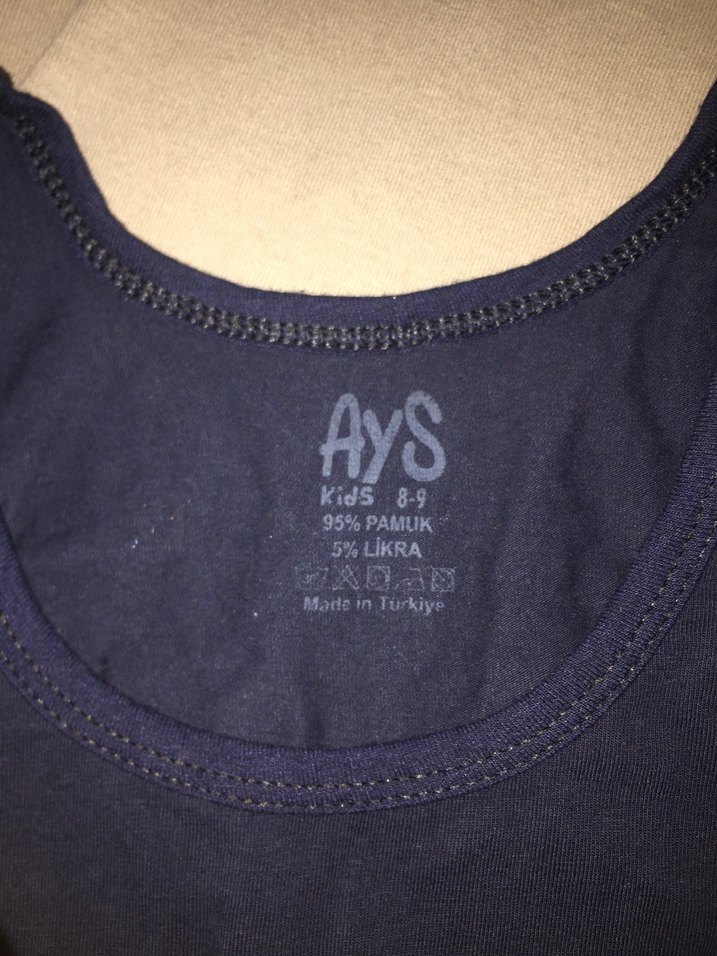 AyS
Kids 8-9
95% PAMUK
5% LİKRA
Made in Türkiye